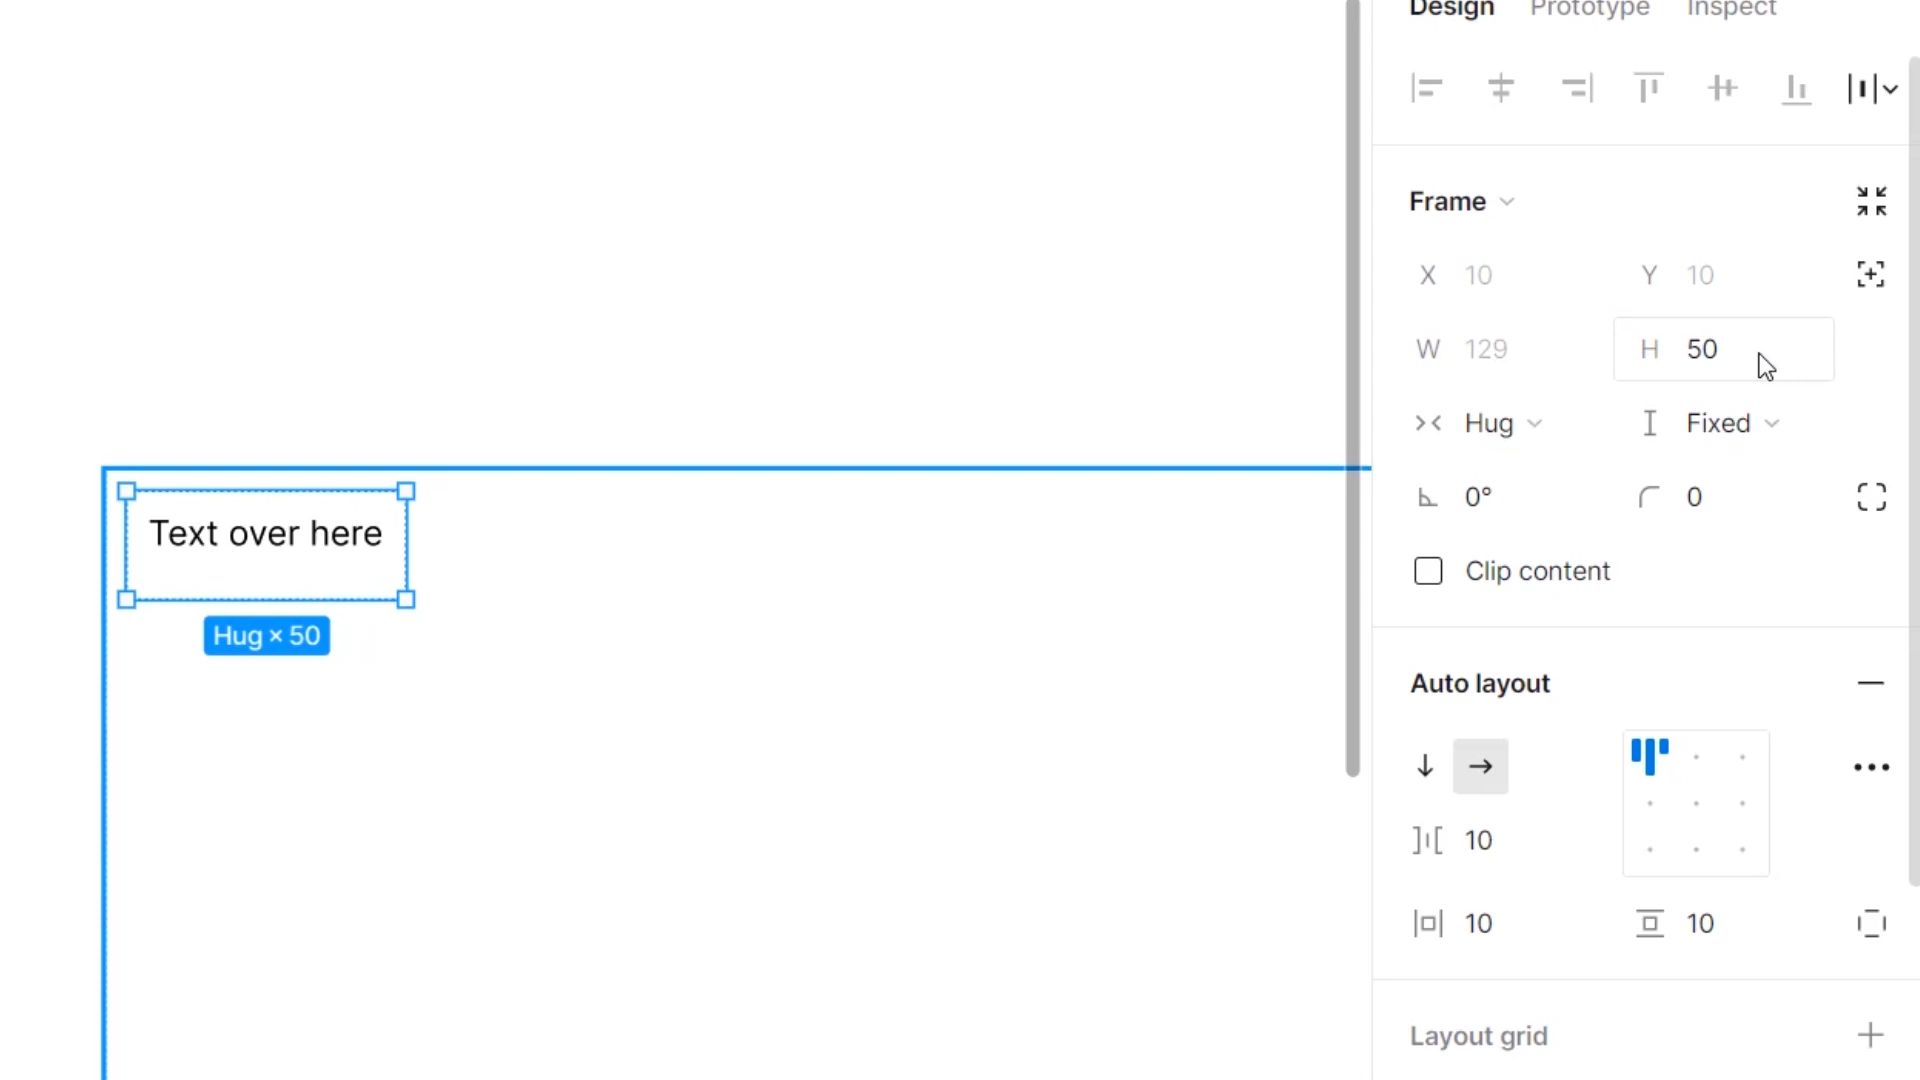 Design Prototype Inspect
Frame
X 10 Y 10
W 129 H 50
Hug Fixed
0° 0
Clip content
Text over here
Hug × 50
Auto layout
10
10 10
Layout grid